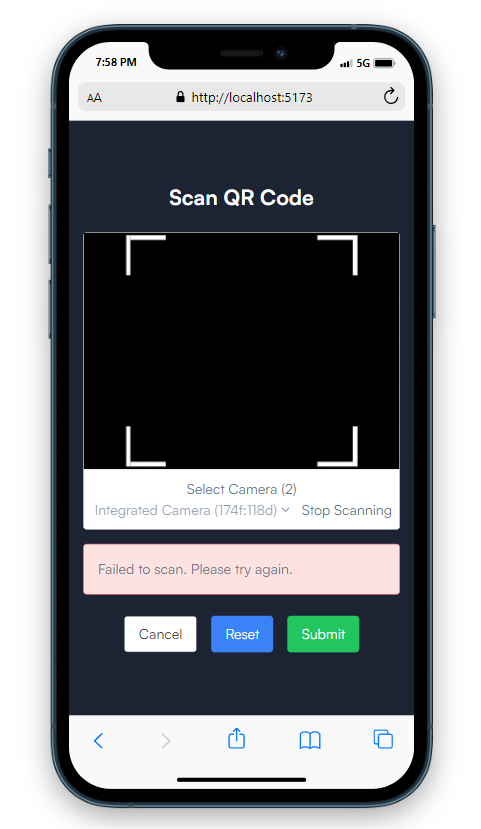 7:58 PM 5G
AA http://localhost:5173
Scan QR Code
Select Camera (2)
Integrated Camera (174f:118d) Stop Scanning
Failed to scan. Please try again.
Cancel Reset Submit